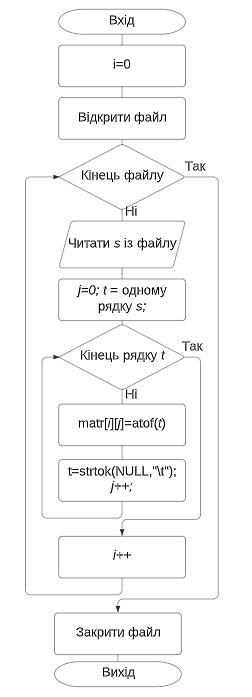 Вхід
i=0
Відкрити файл
Кінець файлу
Так
Ні
Читати s із файлу
j=0; t = одному
рядку s;
Кінець рядку t
Так
Ні
matr[i][j]=atof(t)
t=strtok(NULL,"\t");
j++;
i++
Закрити файл
Вихід